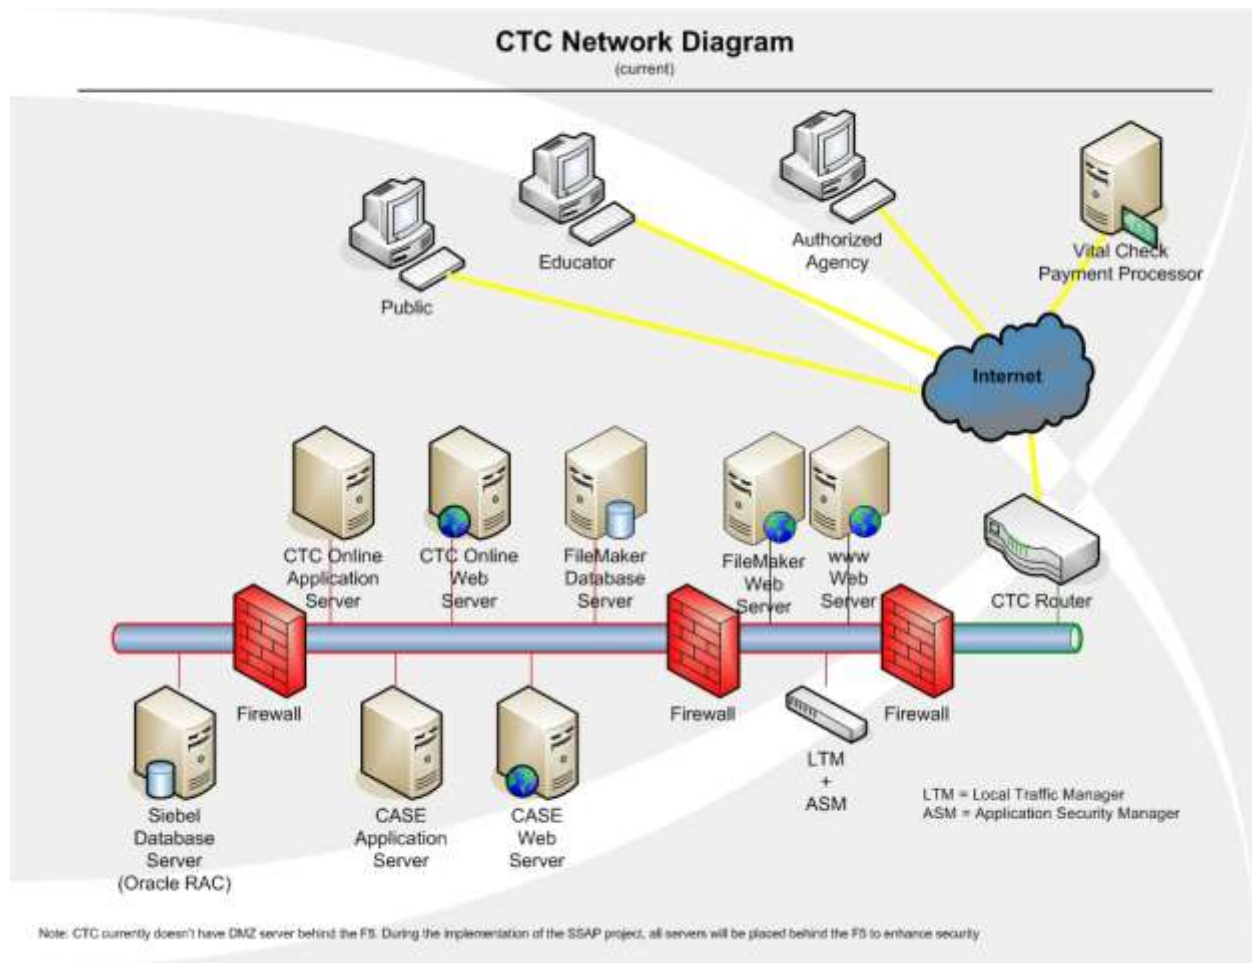 CTC Network Diagram
(current)
Public
Educator
Authorized
Agency
Vital Check
Payment Processor
Internet
CTC Online
Application
Server
CTC Online
Web
Server
FileMaker
Database
Server
FileMaker
Web
Server
www
Web
Server
CTC Router
Firewall
Firewall
Firewall
Siebel
Database
Server
(Oracle RAC)
CASE
Application
Server
CASE
Web
Server
LTM
+
ASM
LTM = Local Traffic Manager
ASM = Application Security Manager
Note: CTC currently doesn't have DMZ server behind the F5. During the implementation of the SSAP project, all servers will be placed behind the F5 to enhance security